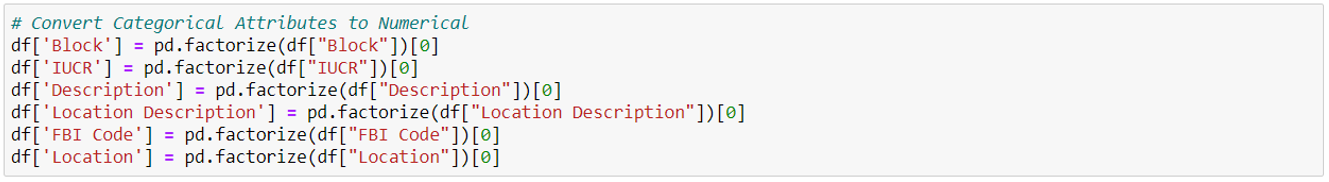 # Convert Categorical Attributes to Numerical
df['Block'] = pd.factorize(df["Block"])[0]
df['IUCR'] = pd.factorize(df["IUCR"])[0]
df['Description'] = pd.factorize(df["Description"])[0]
df['Location Description'] = pd.factorize(df["Location Description"])[0]
df['FBI Code'] = pd.factorize(df["FBI Code"])[0]
df['Location'] = pd.factorize(df["Location"])[0]